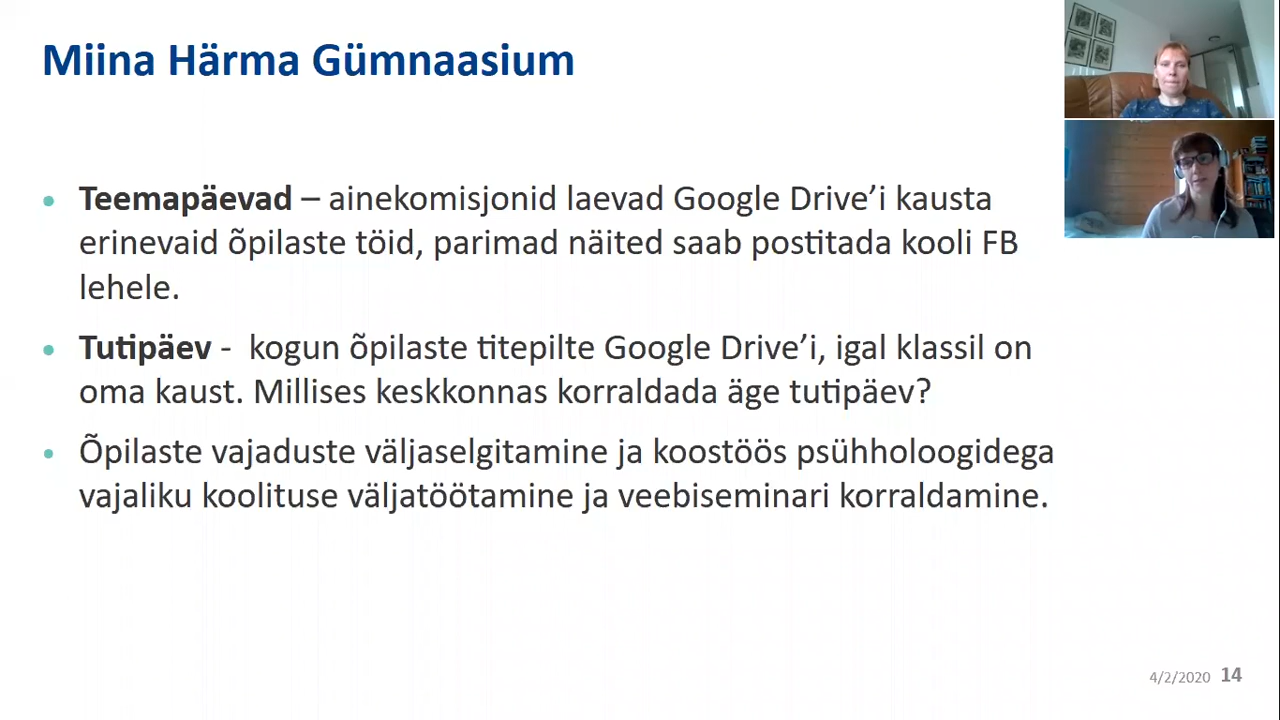 Miina Härma Gümnaasium
• Teemapäevad – ainekomisjonid laevad Google Drive’i kausta
erinevaid õpilaste töid, parimad näited saab postitada kooli FB
lehele.
• Tutipäev -  kogun õpilaste titepilte Google Drive’i, igal klassil on
oma kaust. Millises keskkonnas korraldada äge tutipäev?
• Õpilaste vajaduste väljaselgitamine ja koostöös psühholoogidega
vajaliku koolituse väljatöötamine ja veebiseminari korraldamine.
4/2/2020 14